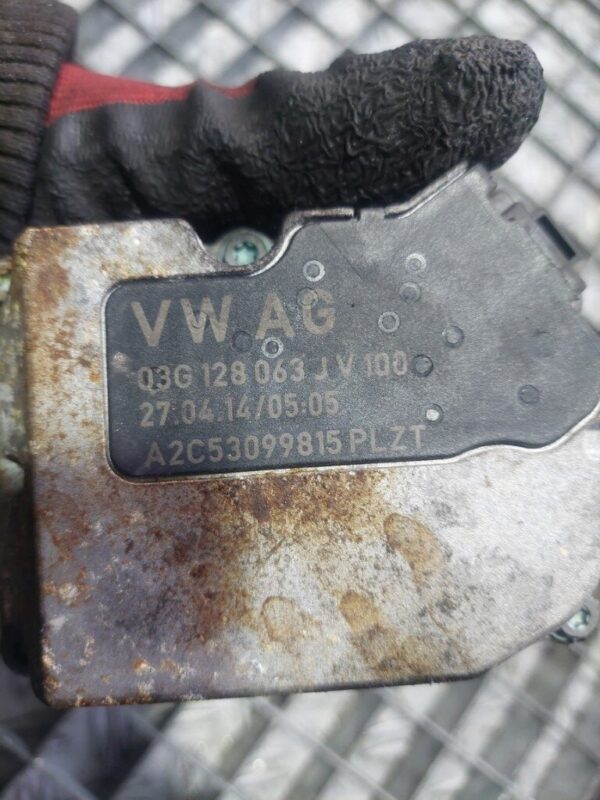 VW AG
03G 128 063 J V 100
27.04.14/05:05
A2C53099815 PLZT